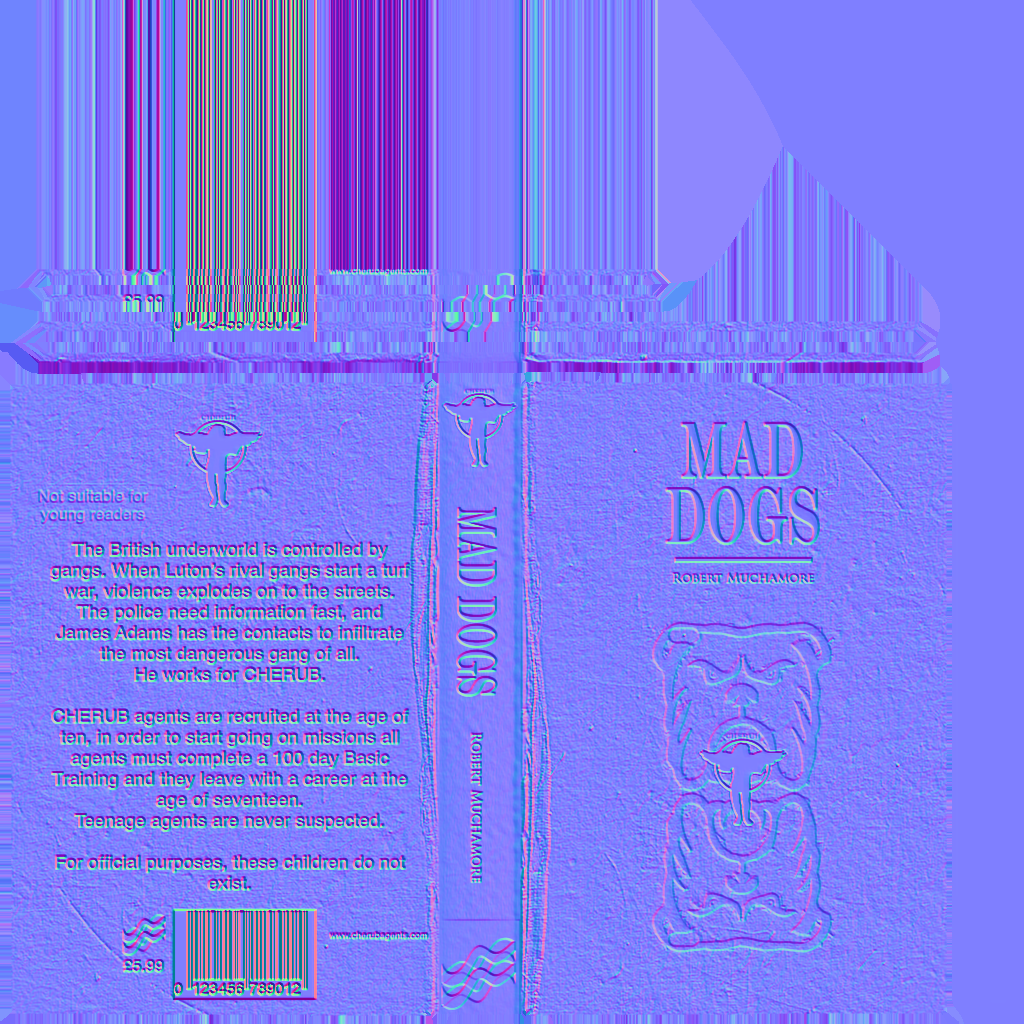 www.cherubagents.com
£5.99
0 123456 789012
CHERUB
Not suitable for
young readers
The British underworld is controlled by
gangs. When Luton's rival gangs start a turf
war, violence explodes on to the streets.
The police need information fast, and
James Adams has the contacts to infiltrate
the most dangerous gang of all.
He works for CHERUB.
CHERUB agents are recruited at the age of
ten, in order to start going on missions all
agents must complete a 100 day Basic
Training and they leave with a career at the
age of seventeen.
Teenage agents are never suspected.
For official purposes, these children do not
exist.
£5.99
0 123456 789012
www.cherubagents.com
CHERUB
MAD DOGS
ROBERT MUCHAMORE
MAD
DOGS
ROBERT MUCHAMORE
CHERUB